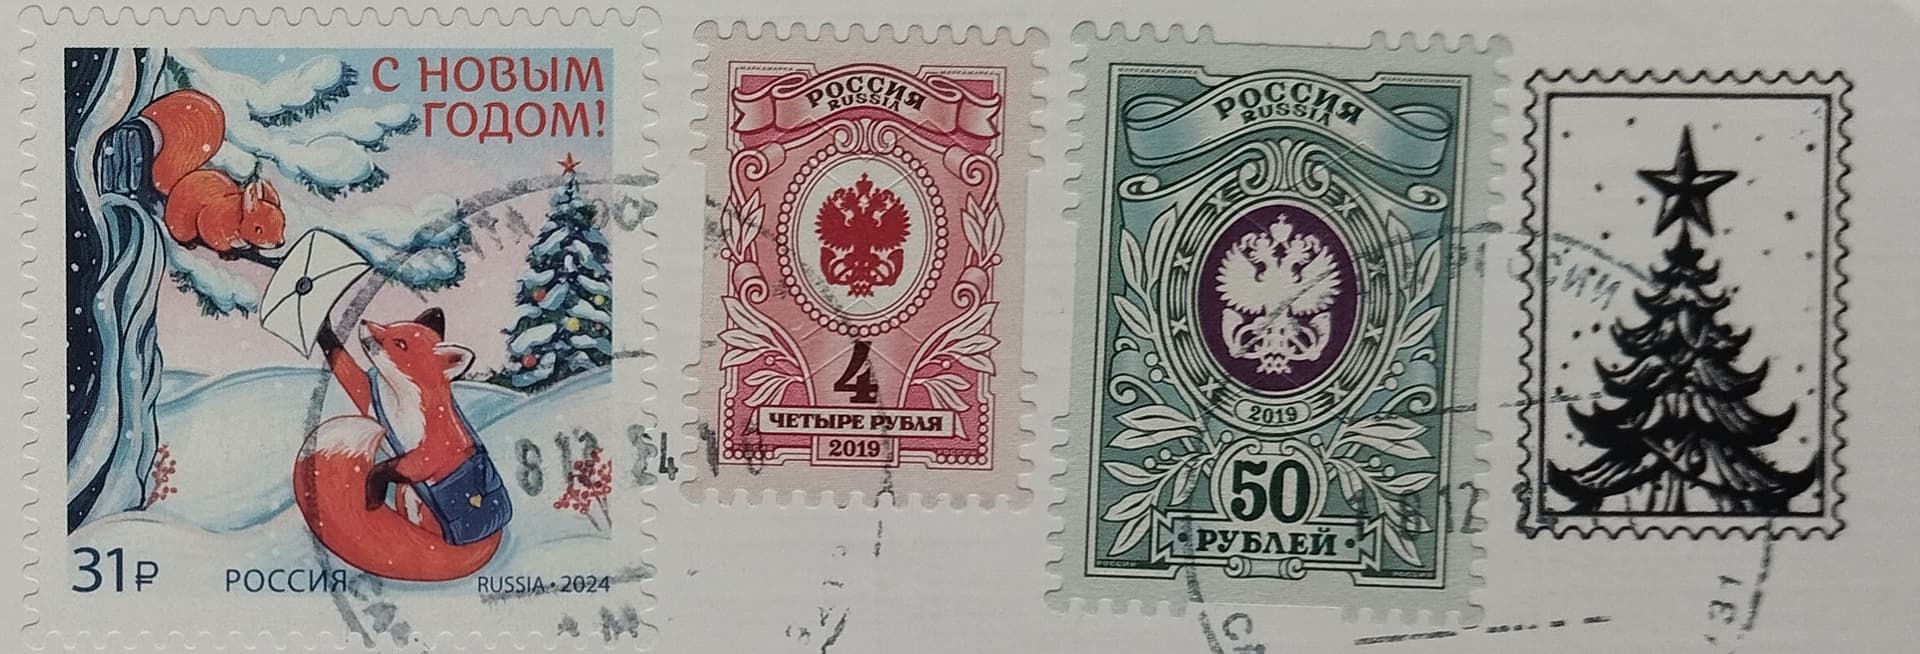 С НОВЫМ
ГОДОМ!
31₽
РОССИЯ
RUSSIA • 2024
РОССИЯ
RUSSIA
4
ЧЕТЫРЕ РУБЛЯ
2019
РОССИЯ
RUSSIA
2019
50
• РУБЛЕЙ •